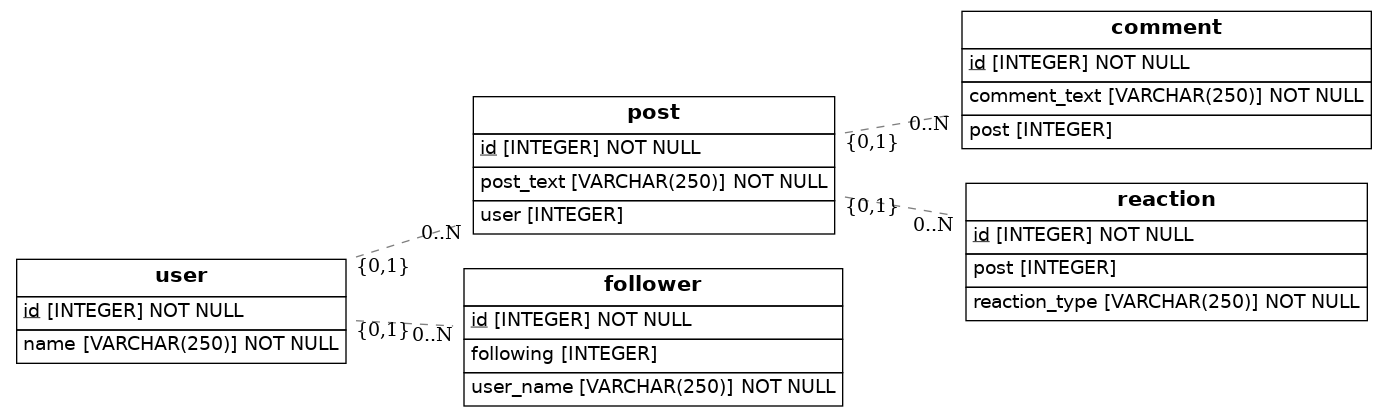 user
id [INTEGER] NOT NULL
name [VARCHAR(250)] NOT NULL
{0,1}
0..N
{0,1}
0..N
post
id [INTEGER] NOT NULL
post_text [VARCHAR(250)] NOT NULL
user [INTEGER]
follower
id [INTEGER] NOT NULL
following [INTEGER]
user_name [VARCHAR(250)] NOT NULL
{0,1}
0..N
{0,1}
0..N
comment
id [INTEGER] NOT NULL
comment_text [VARCHAR(250)] NOT NULL
post [INTEGER]
reaction
id [INTEGER] NOT NULL
post [INTEGER]
reaction_type [VARCHAR(250)] NOT NULL